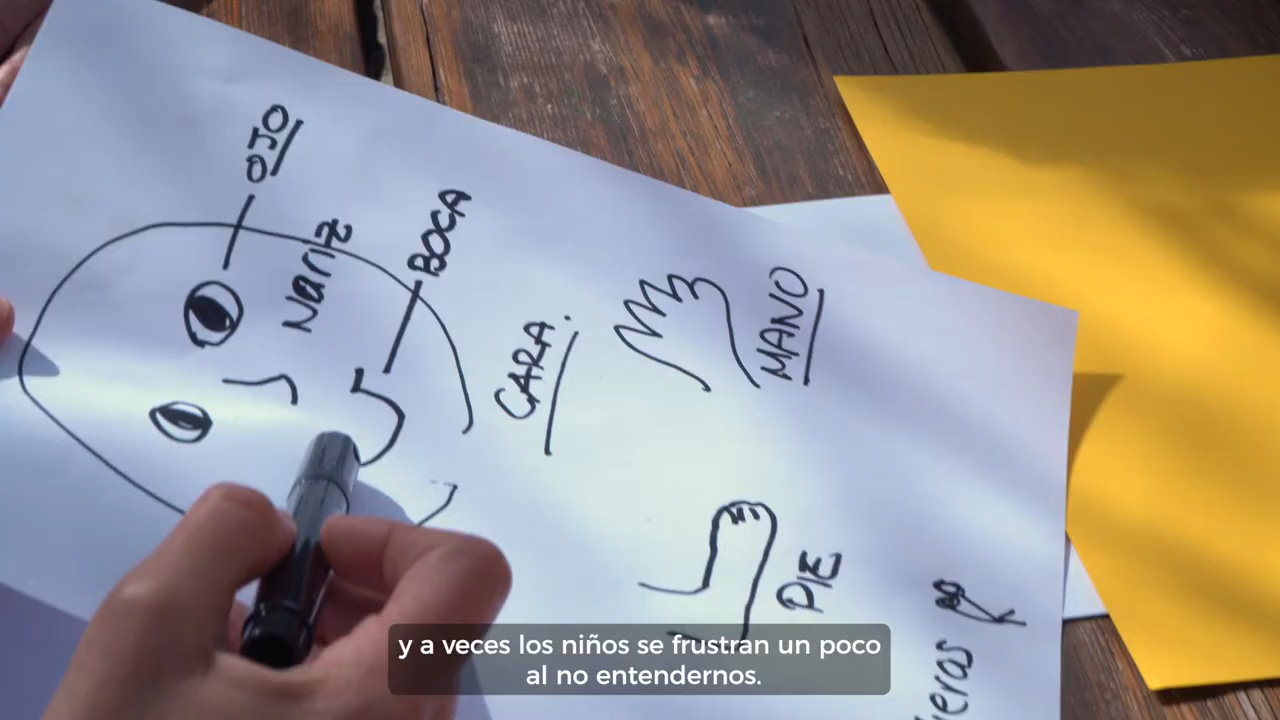 OJO
Nariz
BOCA
CARA.
MANO
PIE
y a veces los niños se frustran un poco
al no entendernos.